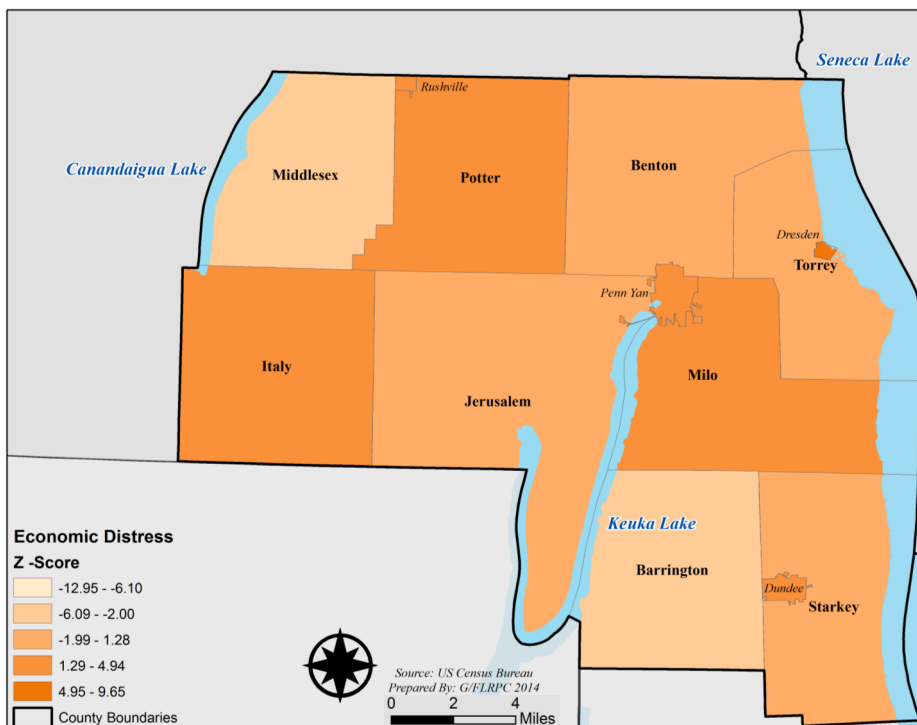 Seneca Lake
Rushville
Canandaigua Lake
Middlesex
Potter
Benton
Dresden
Torrey
Penn Yan
Italy
Jerusalem
Milo
Keuka Lake
Barrington
Dundee
Starkey
Economic Distress
Z -Score
-12.95 - -6.10
-6.09 - -2.00
-1.99 - 1.28
1.29 - 4.94
4.95 - 9.65
County Boundaries
Source: US Census Bureau
Prepared By: G/FLRPC 2014
0 2 4
Miles